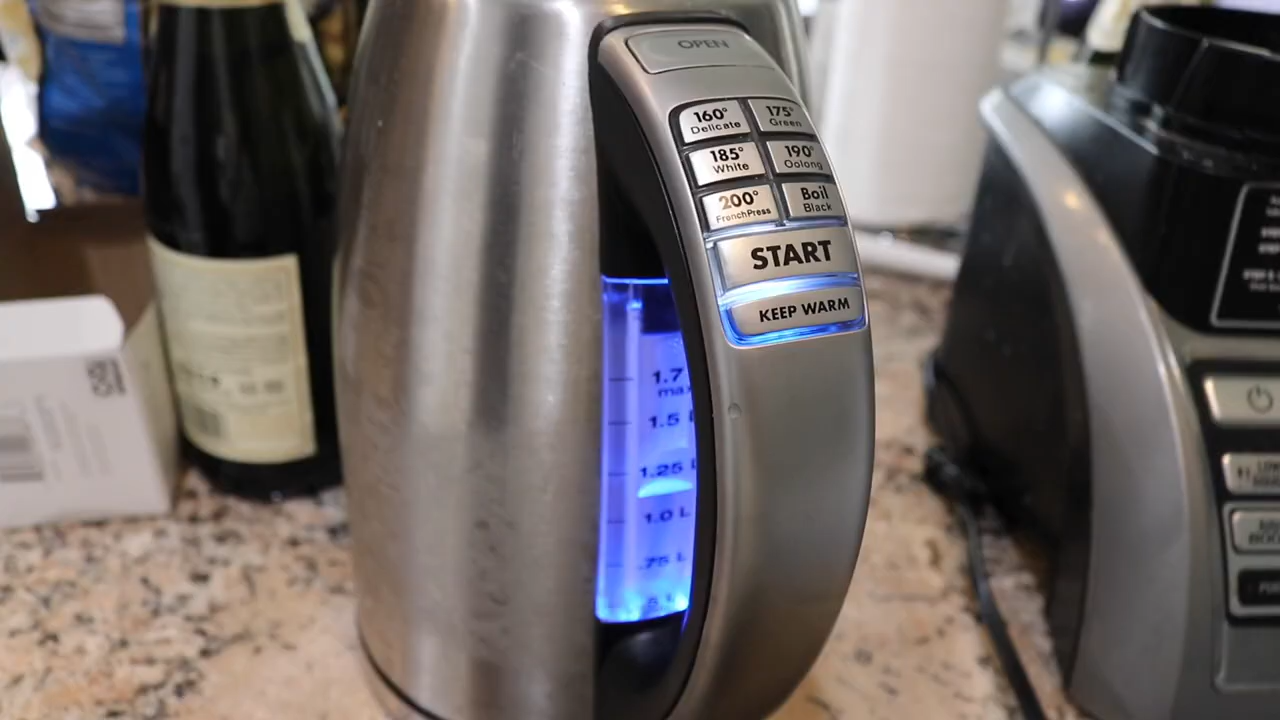 OPEN
160°
Delicate
175°
Green
185°
White
190°
Oolong
200°
FrenchPress
Boil
Black
START
KEEP WARM
1.7
max
1.5 L
1.25 L
1.0 L
.75 L
.5 L